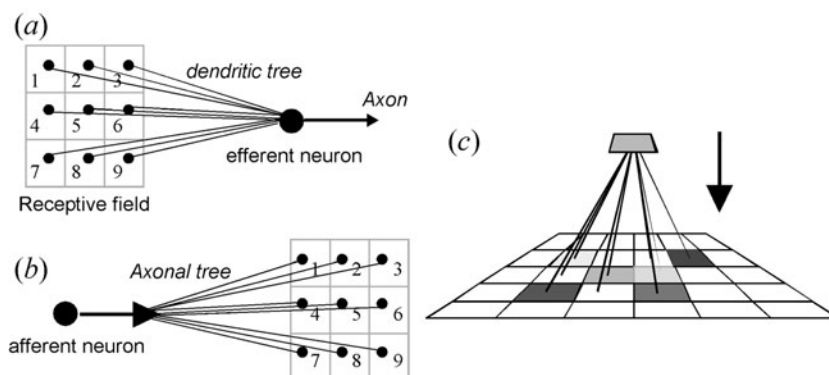 (a)
1 2 3
dendritic tree
Axon
4 5 6
efferent neuron
7 8 9
Receptive field
(b)
Axonal tree
1 2 3
4 5 6
afferent neuron
7 8 9
(c)